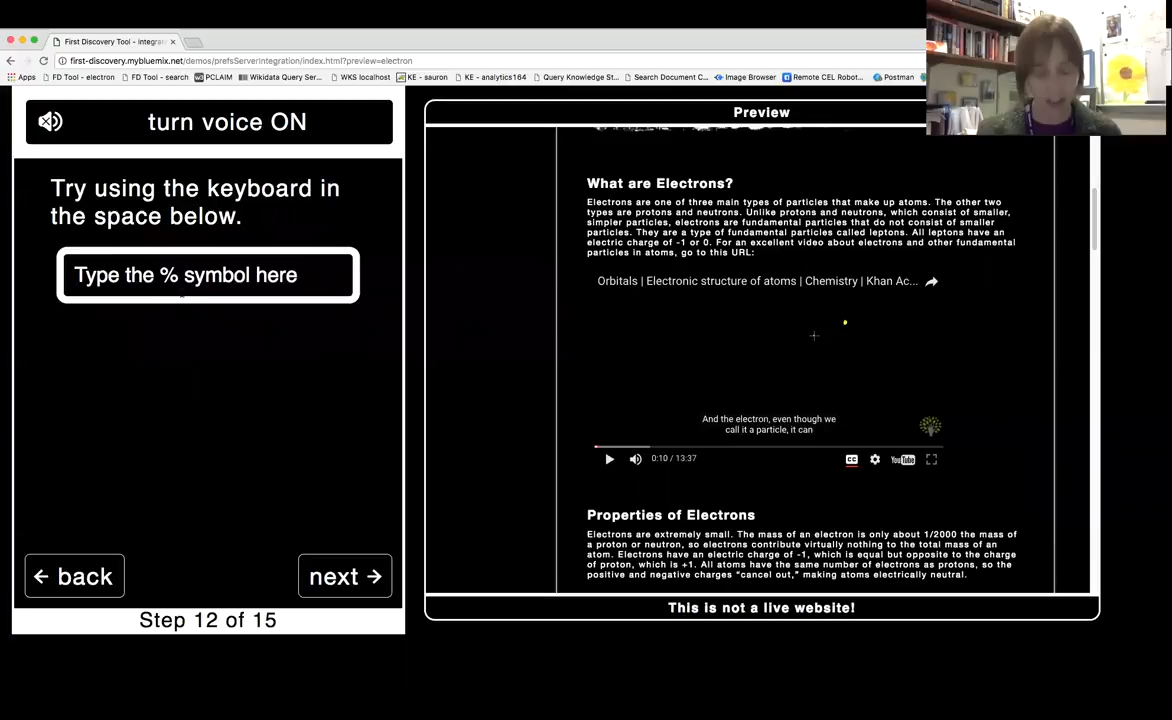 First Discovery Tool - integra
first-discovery.mybluemix.net/demos/prefsServerIntegration/index.html?preview=electron
Apps FD Tool - electron FD Tool - search PCLAIM Wikidata Query Ser... WKS localhost KE - sauron KE - analytics164 Query Knowledge St... Search Document C... Image Browser Remote CEL Robot... Postman
turn voice ON
Try using the keyboard in
the space below.
Type the % symbol here
← back
next →
Step 12 of 15
Preview
What are Electrons?
Electrons are one of three main types of particles that make up atoms. The other two
types are protons and neutrons. Unlike protons and neutrons, which consist of smaller,
simpler particles, electrons are fundamental particles that do not consist of smaller
particles. They are a type of fundamental particles called leptons. All leptons have an
electric charge of -1 or 0. For an excellent video about electrons and other fundamental
particles in atoms, go to this URL:
Orbitals | Electronic structure of atoms | Chemistry | Khan Ac...
And the electron, even though we
call it a particle, it can
0:10 / 13:37
CC
YouTube
Properties of Electrons
Electrons are extremely small. The mass of an electron is only about 1/2000 the mass of
a proton or neutron, so electrons contribute virtually nothing to the total mass of an
atom. Electrons have an electric charge of -1, which is equal but opposite to the charge
of proton, which is +1. All atoms have the same number of electrons as protons, so the
positive and negative charges "cancel out," making atoms electrically neutral.
This is not a live website!